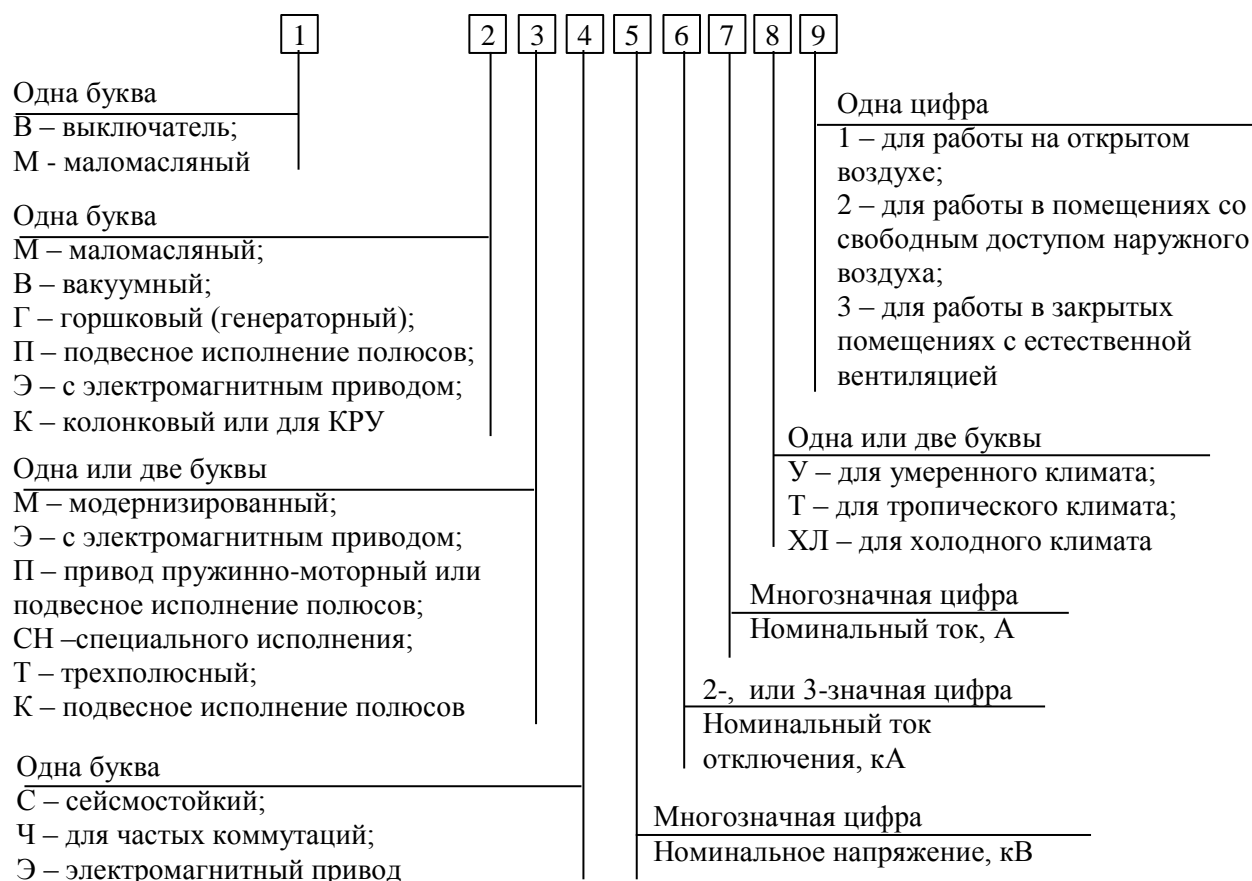 1 2 3 4 5 6 7 8 9
Одна буква
В – выключатель;
М - маломасляный
Одна буква
М – маломасляный;
В – вакуумный;
Г – горшковый (генераторный);
П – подвесное исполнение полюсов;
Э – с электромагнитным приводом;
К – колонковый или для КРУ
Одна или две буквы
М – модернизированный;
Э – с электромагнитным приводом;
П – привод пружинно-моторный или
подвесное исполнение полюсов;
СН –специального исполнения;
Т – трехполюсный;
К – подвесное исполнение полюсов
Одна буква
С – сейсмостойкий;
Ч – для частых коммутаций;
Э – электромагнитный привод
Одна цифра
1 – для работы на открытом
воздухе;
2 – для работы в помещениях со
свободным доступом наружного
воздуха;
3 – для работы в закрытых
помещениях с естественной
вентиляцией
Одна или две буквы
У – для умеренного климата;
Т – для тропического климата;
ХЛ – для холодного климата
Многозначная цифра
Номинальный ток, А
2-, или 3-значная цифра
Номинальный ток
отключения, кА
Многозначная цифра
Номинальное напряжение, кВ